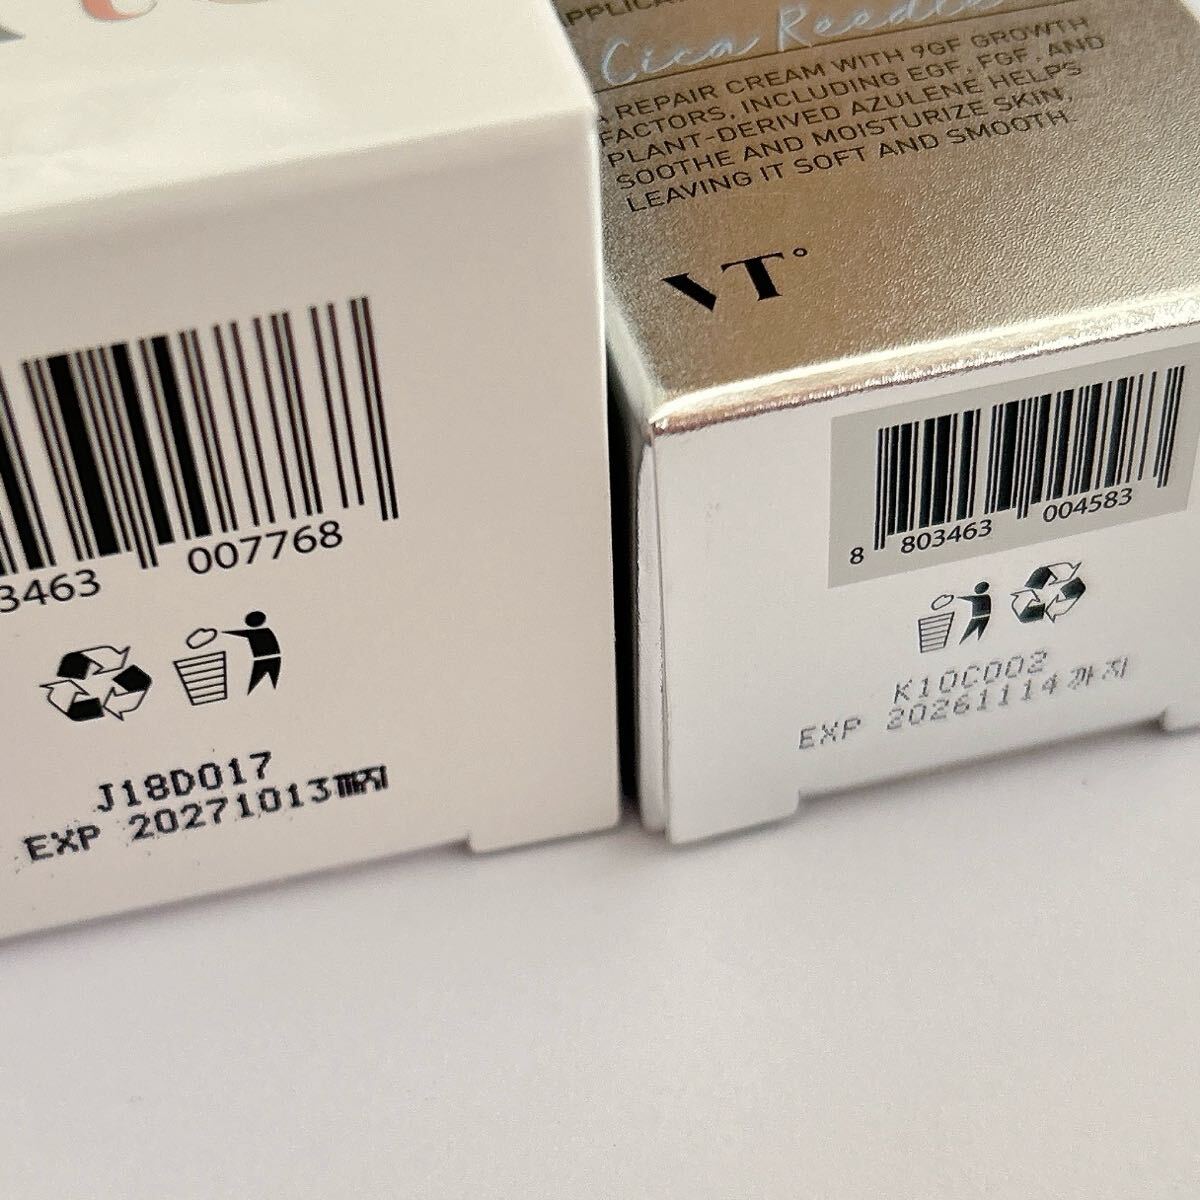 007768
3463
J18D017
EXP 20271013까지
Cica Reedle
REPAIR CREAM WITH 9GF GROWTH
FACTORS, INCLUDING EGF, FGF, AND
PLANT-DERIVED AZULENE HELPS
SOOTHE AND MOISTURIZE SKIN,
LEAVING IT SOFT AND SMOOTH.
VT
8 803463 004583
K10C002
EXP 20261114까지